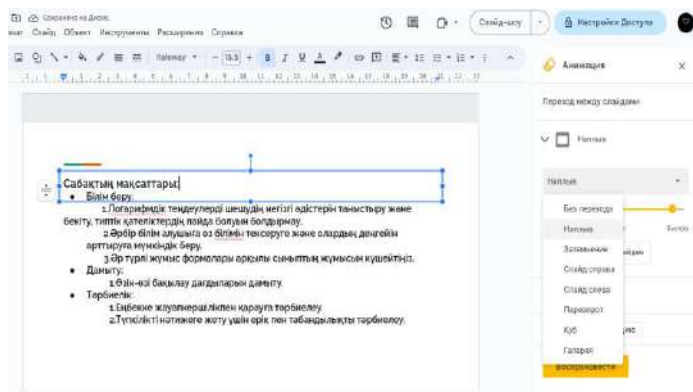 Сохранено на Диске.
Слайд Объект Инструменты Расширения Справка
Слайд-шоу
Настройки Доступа
Raleway
15.5
B I U A
Анимация
Переход между слайдами
Наплыв
Наплыв
Без перехода
Наплыв
Затемнение
Слайд справа
Слайд слева
Переворот
Куб
Галерея
Быстро
Воспроизвести
Сабақтың мақсаттары:
Білім беру:
1.Логарифмдік теңдеулерді шешудің негізгі әдістерін таныстыру және
бекіту, типтік қателіктердің пайда болуын болдырмау.
2.Әрбір білім алушыға өз білімін тексеруге және олардың деңгейін
арттыруға мүмкіндік беру.
3.Әр түрлі жұмыс формалары арқылы сыныптың жұмысын күшейтіңіз.
Дамыту:
1.Өзін-өзі бақылау дағдыларын дамыту.
Тәрбиелік:
1.Еңбекке жауапкершілікпен қарауға тәрбиелеу.
2.Түпкілікті нәтижеге жету үшін ерік пен табандылықты тәрбиелеу.